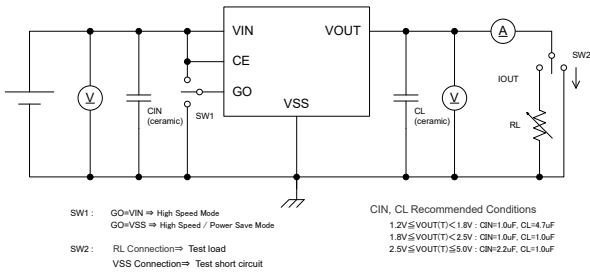 VIN
VOUT
A
CE
SW2
V
CIN
(ceramic)
SW1
GO
VSS
CL
(ceramic)
V
IOUT
RL
SW1 : GO=VIN ⇒ High Speed Mode
GO=VSS ⇒ High Speed / Power Save Mode
SW2 : RL Connection⇒ Test load
VSS Connection⇒ Test short circuit
CIN, CL Recommended Conditions
1.2V≦VOUT(T)<1.8V : CIN=1.0uF, CL=4.7uF
1.8V≦VOUT(T)<2.5V : CIN=1.0uF, CL=1.0uF
2.5V≦VOUT(T)≦5.0V : CIN=2.2uF, CL=1.0uF